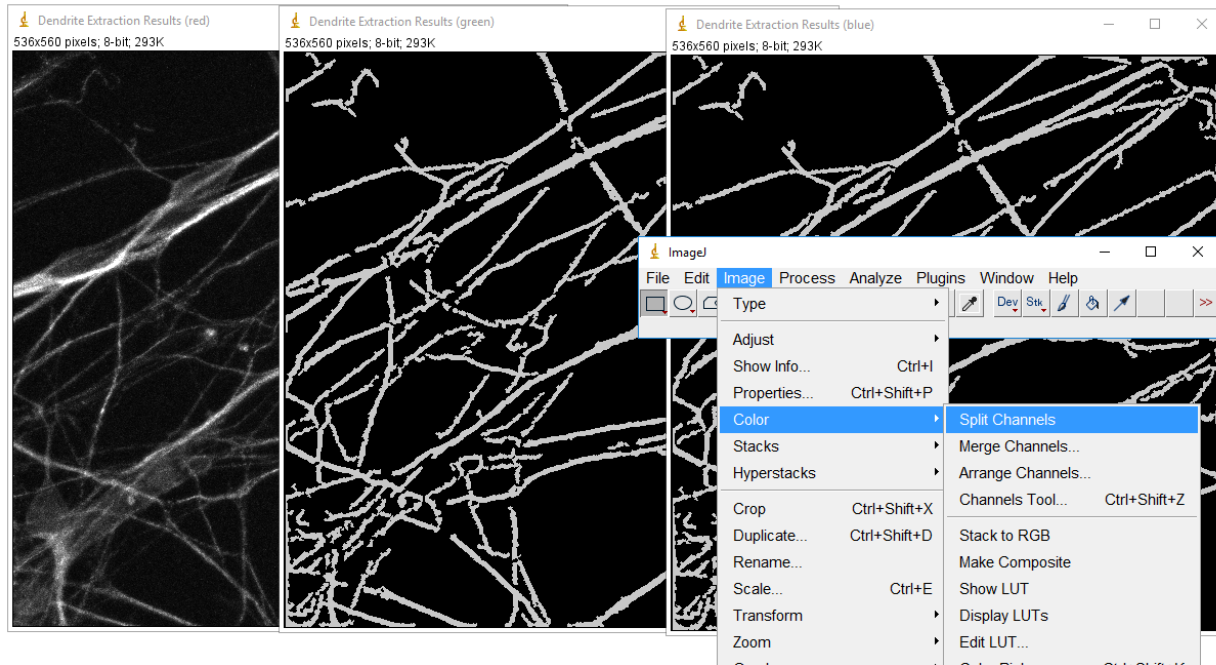 Dendrite Extraction Results (red)
536x560 pixels; 8-bit; 293K
Dendrite Extraction Results (green)
536x560 pixels; 8-bit; 293K
Dendrite Extraction Results (blue)
536x560 pixels; 8-bit; 293K
ImageJ
File Edit Image Process Analyze Plugins Window Help
Dev Stk >>
Type
Adjust
Show Info... Ctrl+I
Properties... Ctrl+Shift+P
Color
Stacks
Hyperstacks
Crop Ctrl+Shift+X
Duplicate... Ctrl+Shift+D
Rename...
Scale... Ctrl+E
Transform
Zoom
Split Channels
Merge Channels...
Arrange Channels...
Channels Tool... Ctrl+Shift+Z
Stack to RGB
Make Composite
Show LUT
Display LUTs
Edit LUT...